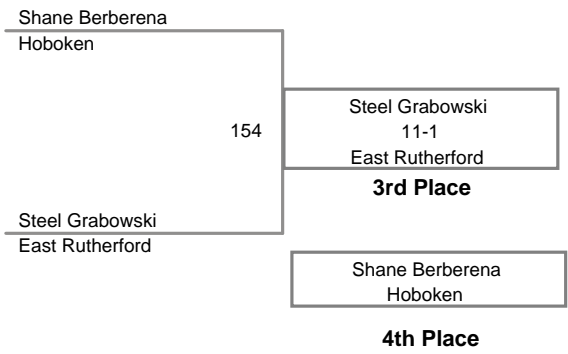 Shane Berberena
Hoboken
154
Steel Grabowski
11-1
East Rutherford
3rd Place
Steel Grabowski
East Rutherford
Shane Berberena
Hoboken
4th Place